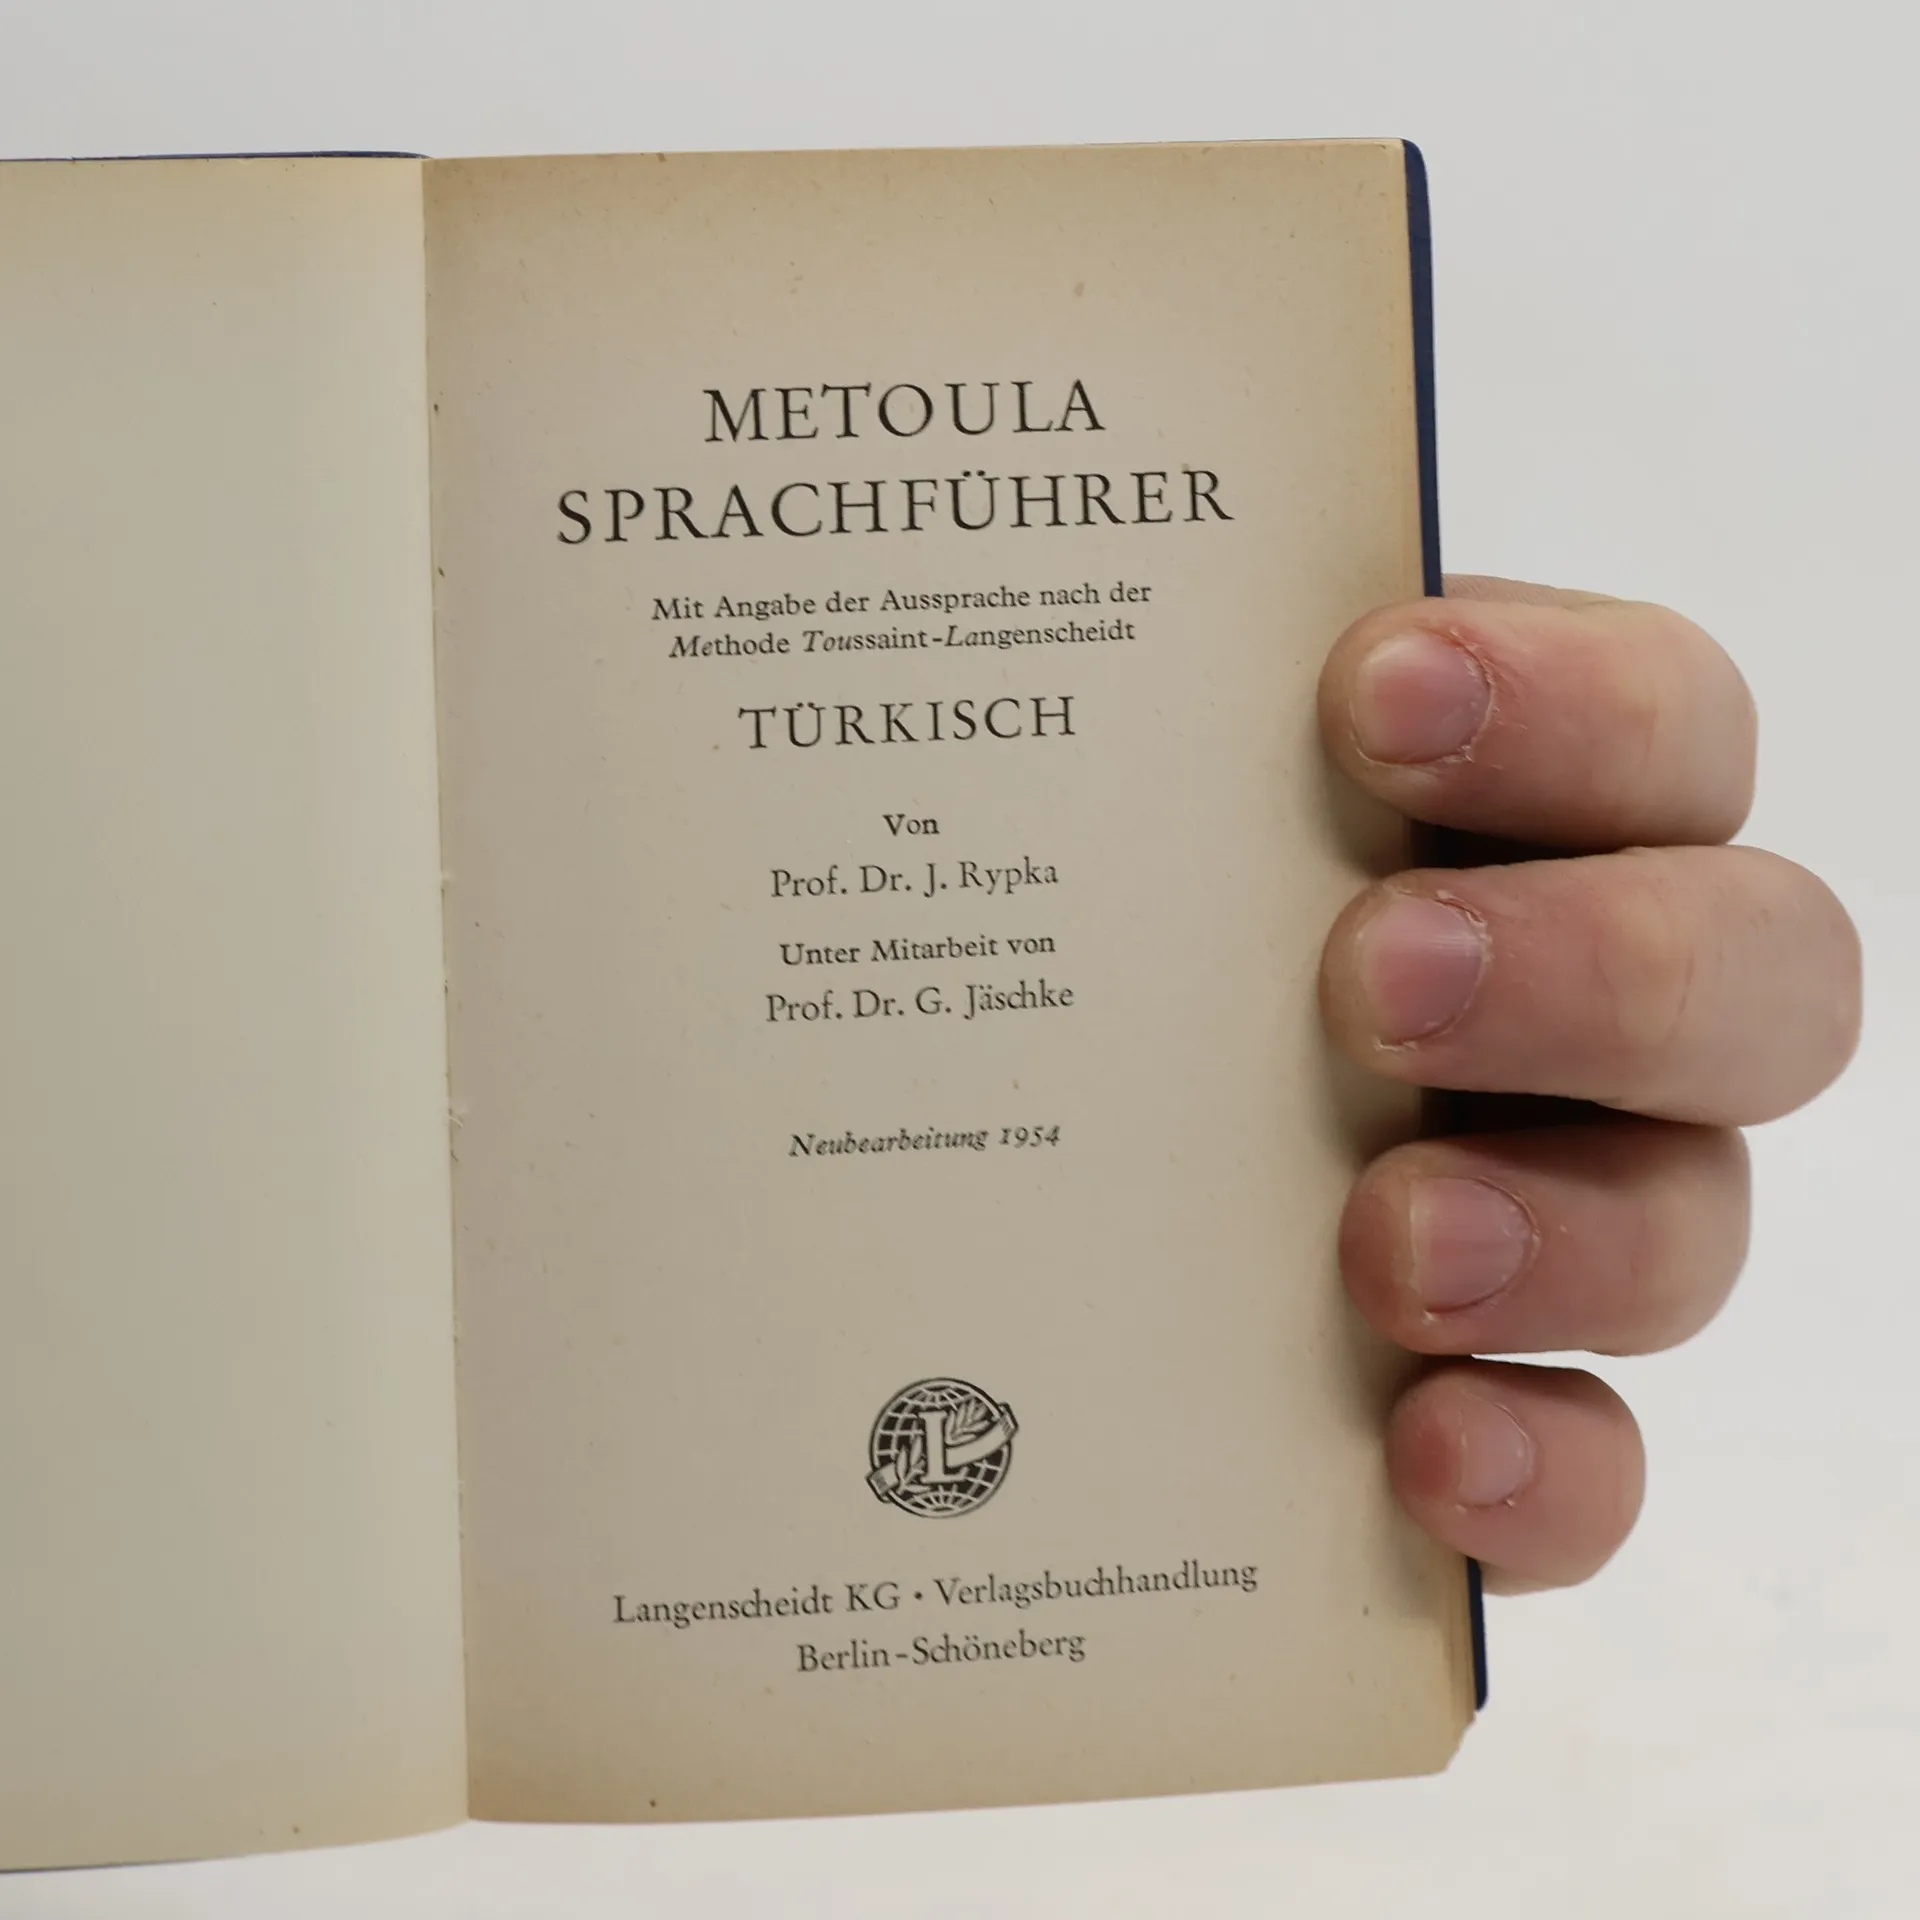 METOULA
SPRACHFÜHRER
Mit Angabe der Aussprache nach der
Methode Toussaint-Langenscheidt
TÜRKISCH
Von
Prof. Dr. J. Rypka
Unter Mitarbeit von
Prof. Dr. G. Jäschke
Neubearbeitung 1954
L
Langenscheidt KG • Verlagsbuchhandlung
Berlin-Schöneberg